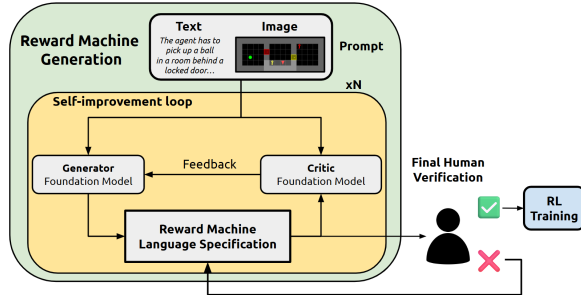 Reward Machine
Generation
Text
The agent has to
pick up a ball
in a room behind a
locked door...
Image
Prompt
xN
Self-improvement loop
Generator
Foundation Model
Feedback
Critic
Foundation Model
Reward Machine
Language Specification
Final Human
Verification
RL
Training